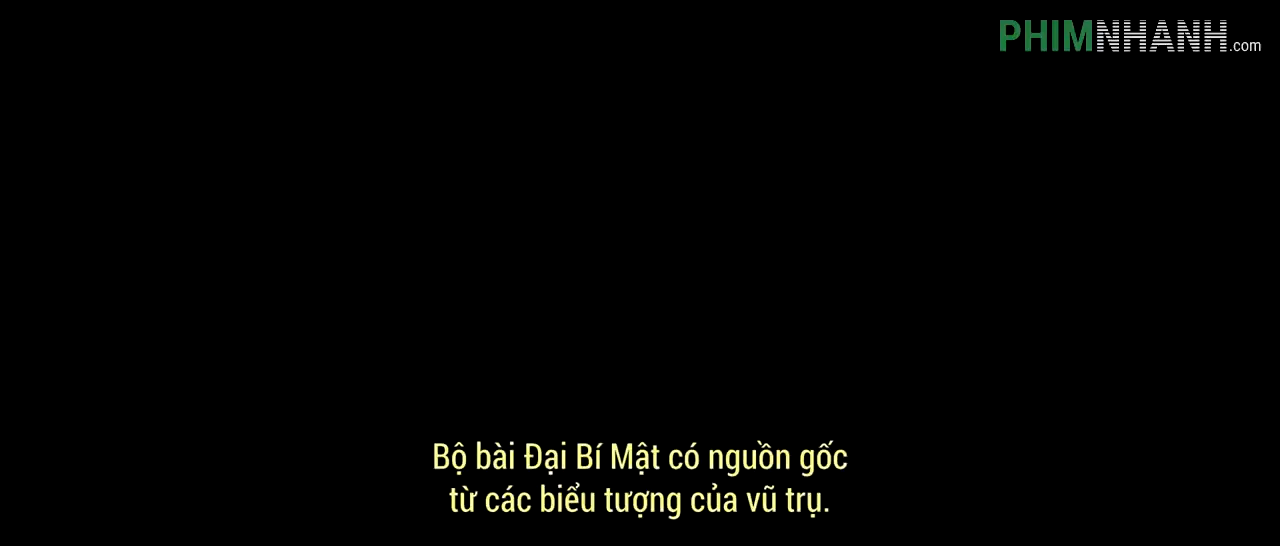 PHIMNHANH.com
Bộ bài Đại Bí Mật có nguồn gốc
từ các biểu tượng của vũ trụ.